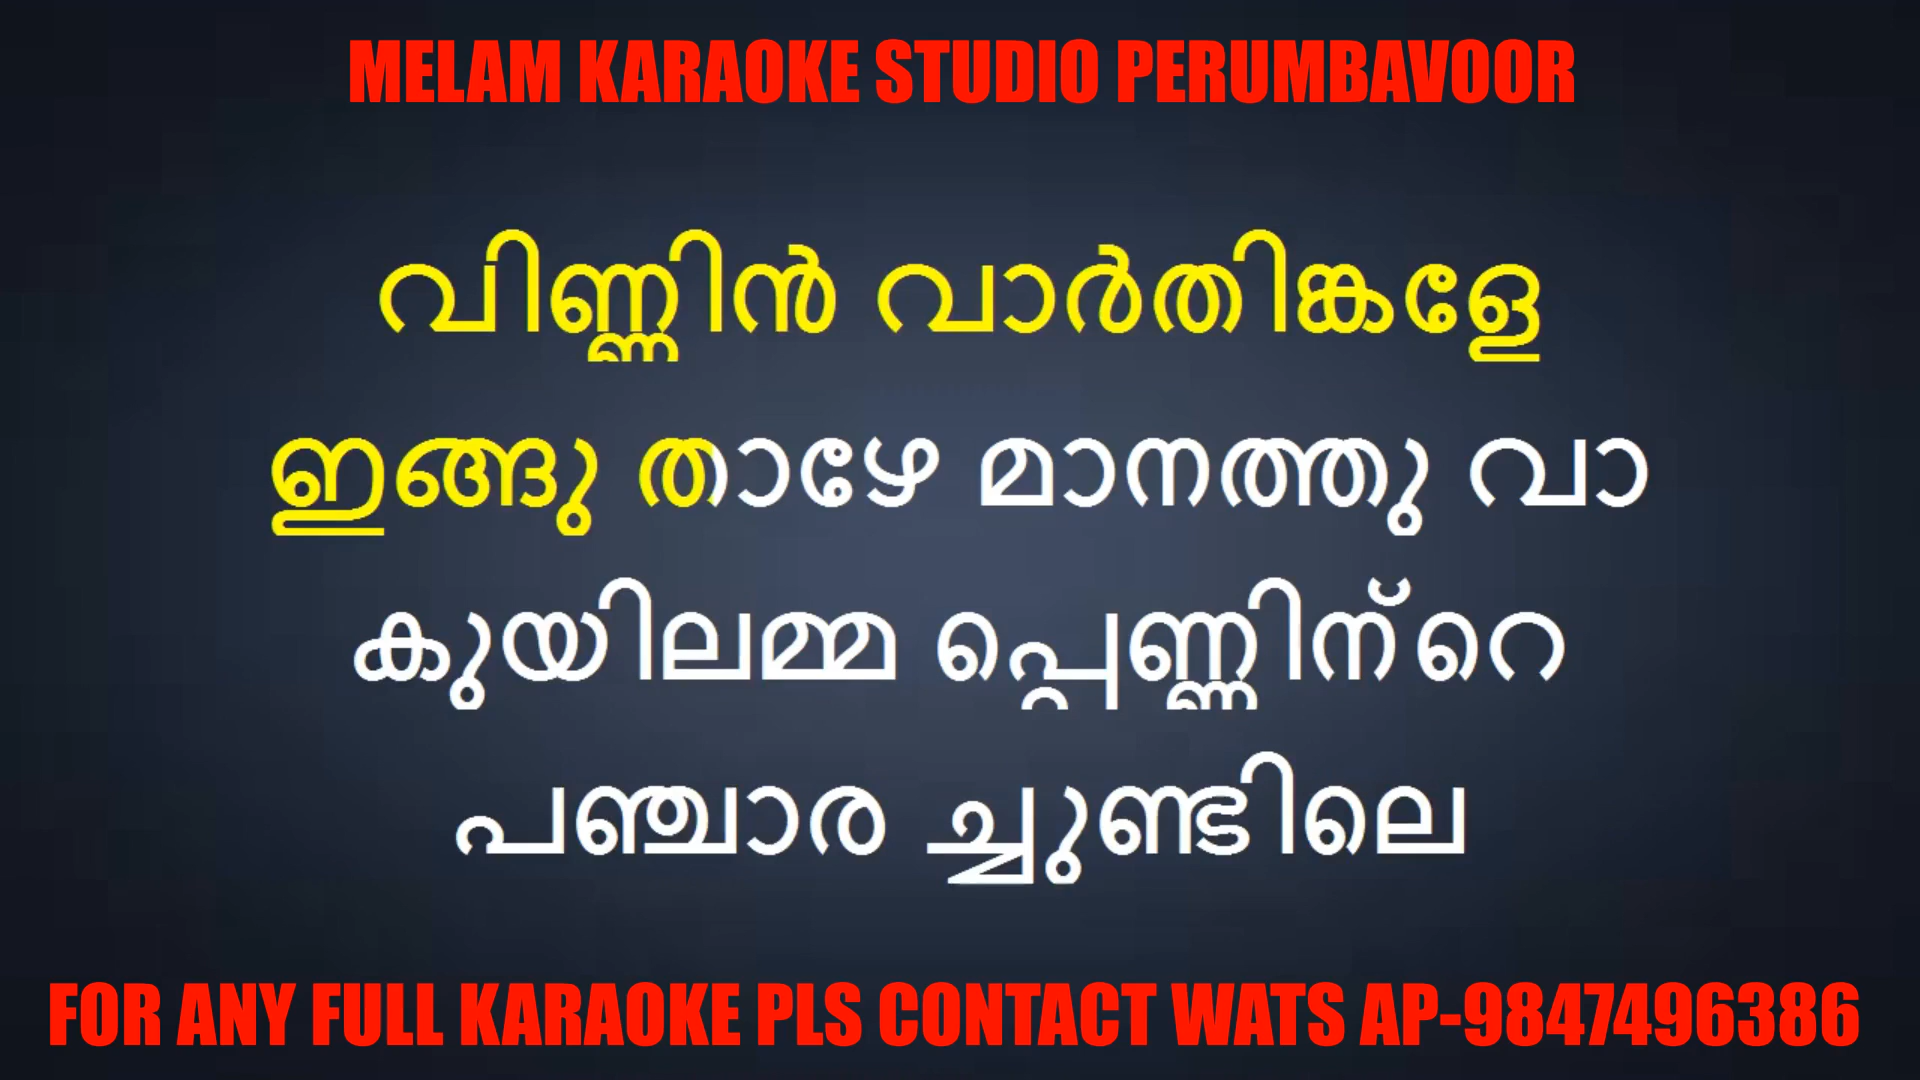 MELAM KARAOKE STUDIO PERUMBAVOOR
വിണ്ണിൻ വാർതിങ്കളേ
ഇങ്ങു താഴേ മാനത്തു വാ
കുയിലമ്മ പ്പെണ്ണിന്റെ
പഞ്ചാര ച്ചുണ്ടിലെ
FOR ANY FULL KARAOKE PLS CONTACT WATS AP-9847496386